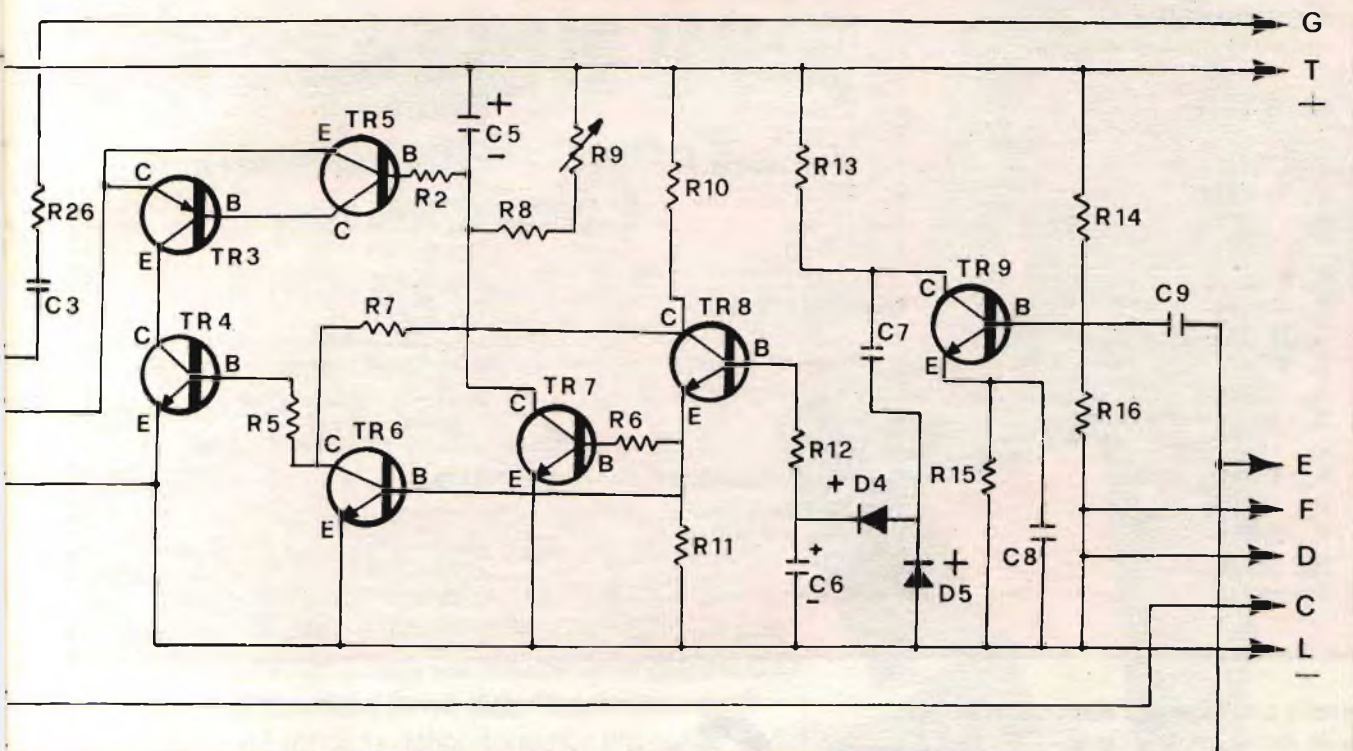 G
T
+
TR5
E
B
C
R2
+
C5
-
R9
R8
R10
R13
R14
C
B
E
TR3
R26
C3
TR4
C
B
E
R7
R5
TR6
C
B
E
TR7
C
B
E
R6
TR8
C
B
E
R11
R12
+ D4
+
C6
-
+
D5
C7
TR9
C
B
E
R15
C8
R16
C9
E
F
D
C
L
-